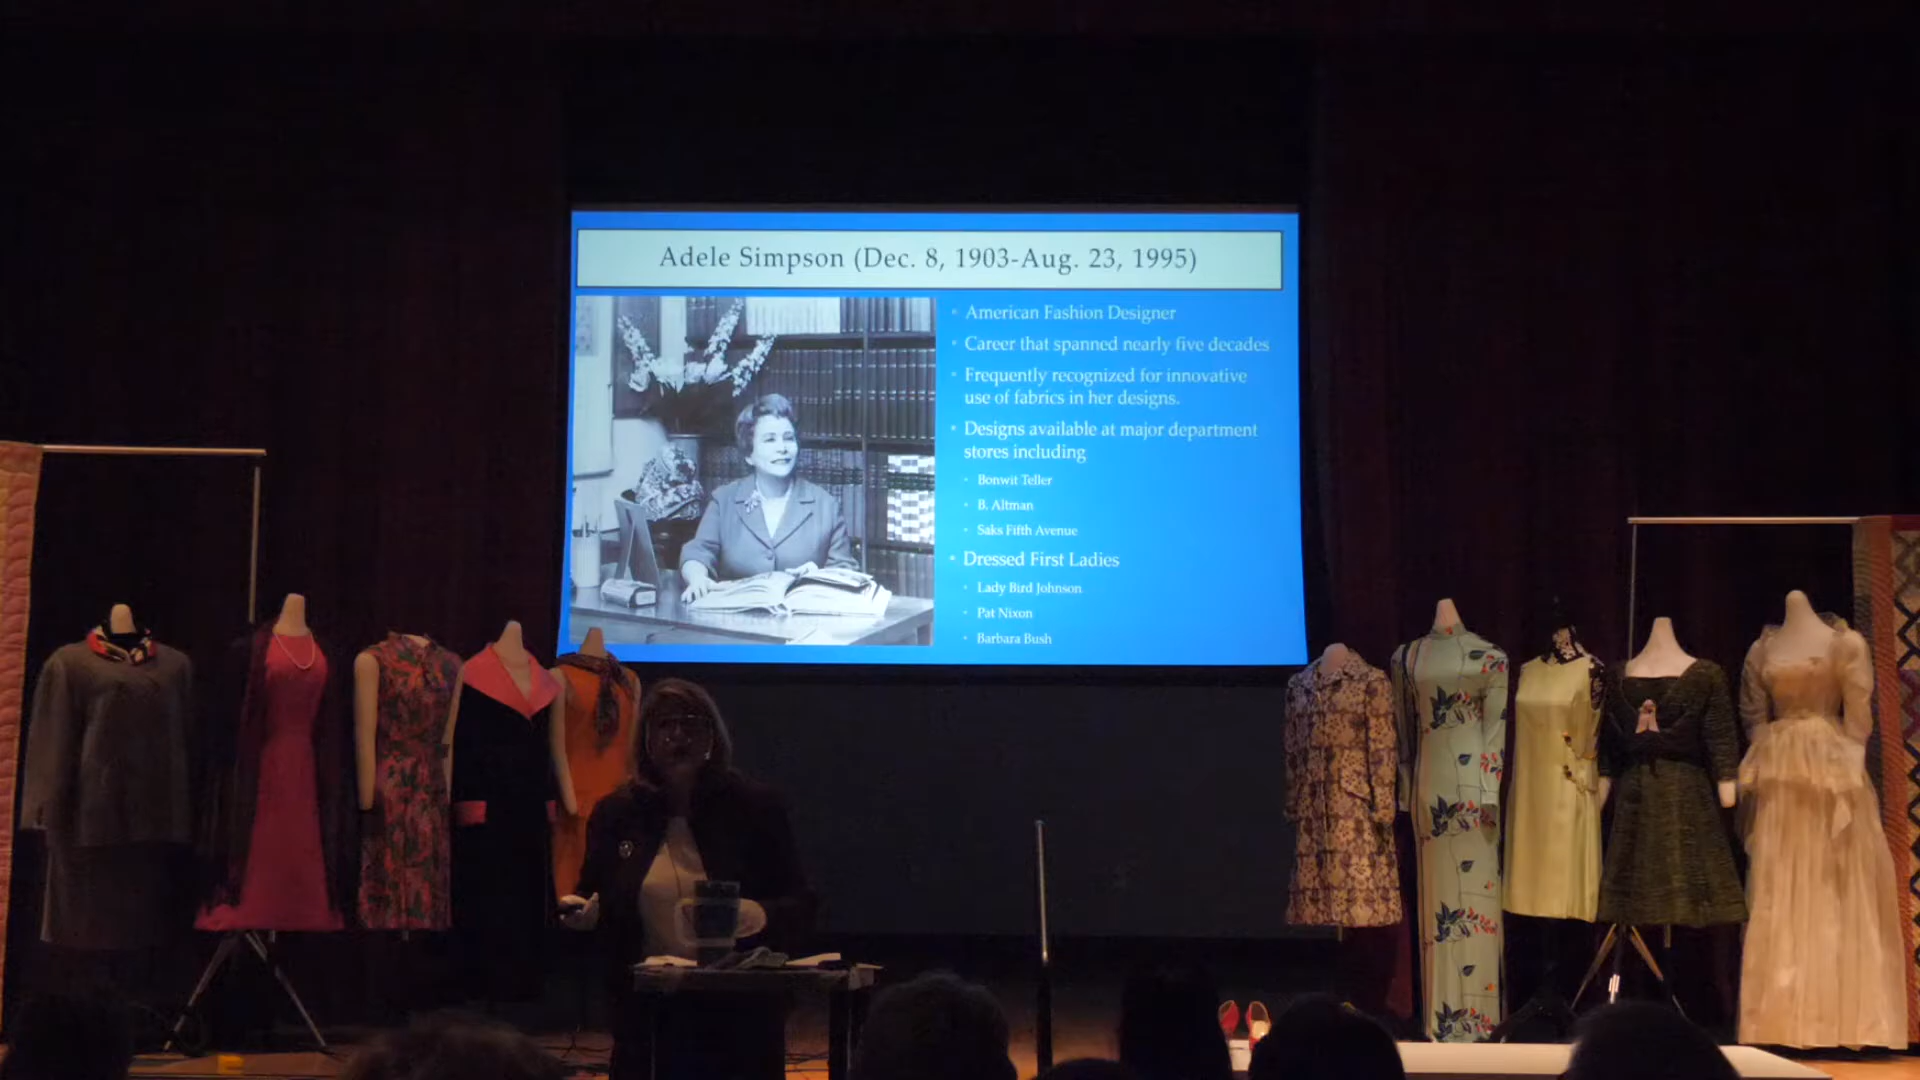 Adele Simpson (Dec. 8, 1903-Aug. 23, 1995)
American Fashion Designer
Career that spanned nearly five decades
Frequently recognized for innovative
use of fabrics in her designs.
Designs available at major department
stores including
Bonwit Teller
B. Altman
Saks Fifth Avenue
Dressed First Ladies
Lady Bird Johnson
Pat Nixon
Barbara Bush